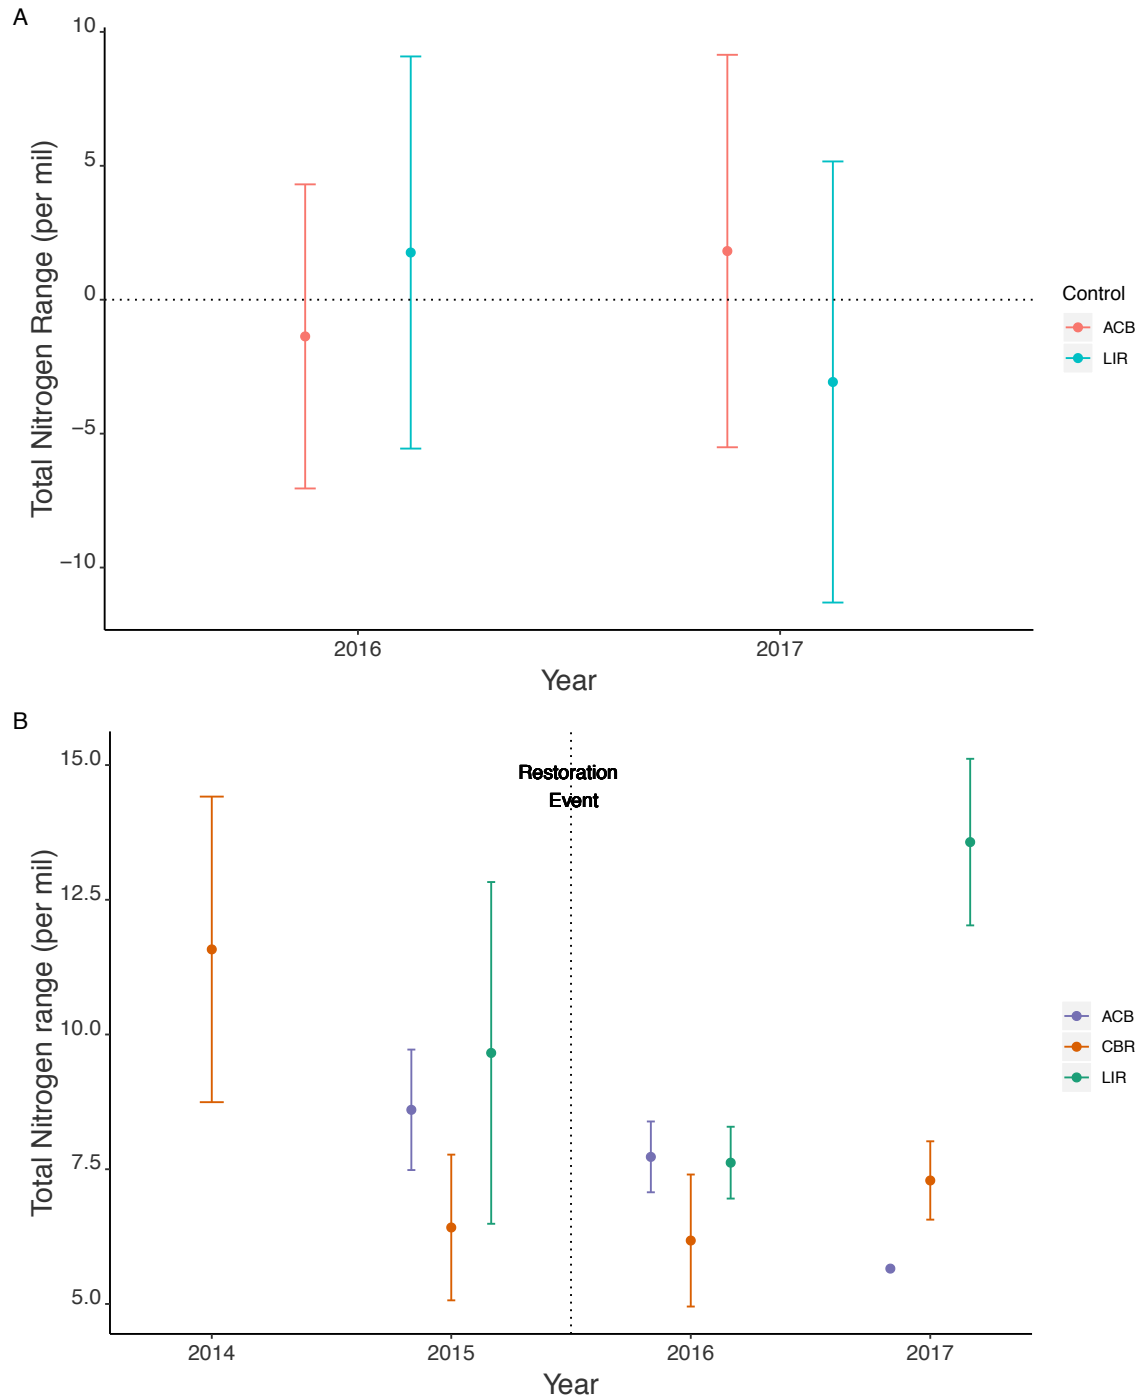 A
Total Nitrogen Range (per mil)
10
5
0
−5
−10
2016
2017
Year
Control
ACB
LIR
B
Total Nitrogen range (per mil)
15.0
12.5
10.0
7.5
5.0
Restoration
Event
2014
2015
2016
2017
Year
ACB
CBR
LIR